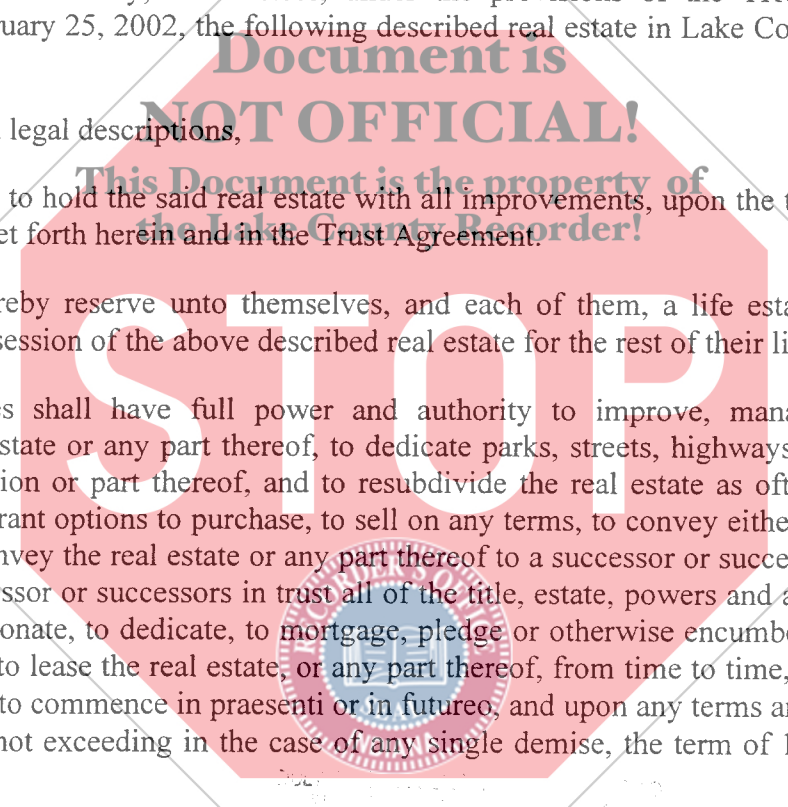 uary 25, 2002, the following described real estate in Lake Co
Document is
NOT OFFICIAL!
legal descriptions,
This Document is the property of
to hold the said real estate with all improvements, upon the t
the Lake County Recorder!
et forth herein and in the Trust Agreement.
reby reserve unto themselves, and each of them, a life esta
session of the above described real estate for the rest of their li
STOP
es shall have full power and authority to improve, mana
state or any part thereof, to dedicate parks, streets, highways
ion or part thereof, and to resubdivide the real estate as oft
rant options to purchase, to sell on any terms, to convey eithe
nvey the real estate or any part thereof to a successor or succe
ssor or successors in trust all of the title, estate, powers and a
onate, to dedicate, to mortgage, pledge or otherwise encumbe
to lease the real estate, or any part thereof, from time to time,
to commence in praesenti or in futureo, and upon any terms a
not exceeding in the case of any single demise, the term of 1
RECORDER'S OFFICE
SEAL